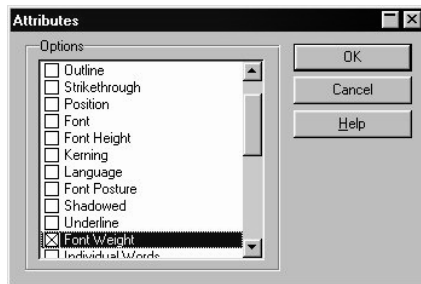 Attributes
Options
Outline
Strikethrough
Position
Font
Font Height
Kerning
Language
Font Posture
Shadowed
Underline
Font Weight
Individual Words
OK
Cancel
Help